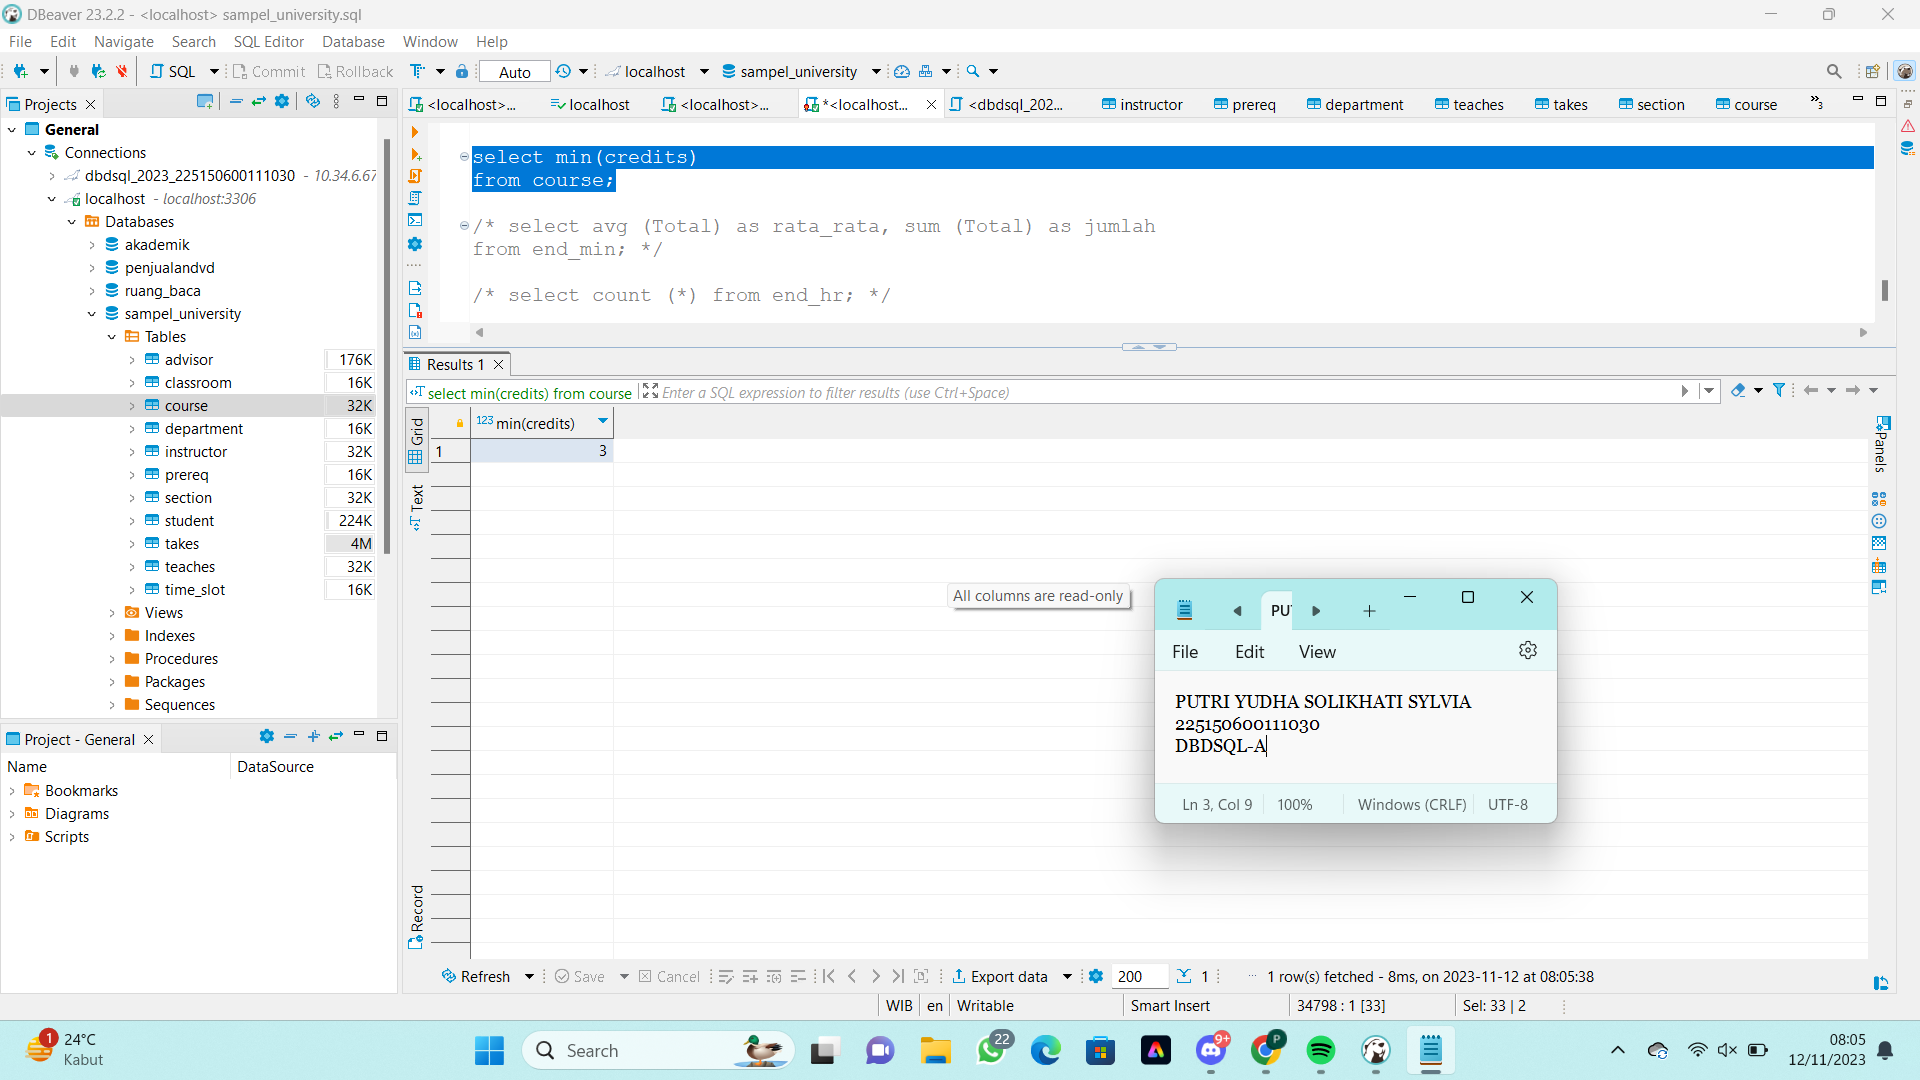 DBeaver 23.2.2 - <localhost> sampel_university.sql
File Edit Navigate Search SQL Editor Database Window Help
SQL Commit Rollback Auto localhost sampel_university
Projects
<localhost>... localhost <localhost>... *<localhost... <dbdsql_202... instructor prereq department teaches takes section course »3
General
Connections
dbdsql_2023_225150600111030 - 10.34.6.67
localhost - localhost:3306
Databases
akademik
penjualandvd
ruang_baca
sampel_university
Tables
advisor 176K
classroom 16K
course 32K
department 16K
instructor 32K
prereq 16K
section 32K
student 224K
takes 4M
teaches 32K
time_slot 16K
Views
Indexes
Procedures
Packages
Sequences
select min(credits)
from course;
/* select avg (Total) as rata_rata, sum (Total) as jumlah
from end_min; */
/* select count (*) from end_hr; */
Results 1
select min(credits) from course Enter a SQL expression to filter results (use Ctrl+Space)
Grid
Text
Record
123 min(credits)
1 3
Panels
All columns are read-only
PU
File Edit View
PUTRI YUDHA SOLIKHATI SYLVIA
225150600111030
DBDSQL-A
Ln 3, Col 9 100% Windows (CRLF) UTF-8
Project - General
Name DataSource
Bookmarks
Diagrams
Scripts
Refresh Save Cancel Export data 200 1 ... 1 row(s) fetched - 8ms, on 2023-11-12 at 08:05:38
WIB en Writable Smart Insert 34798 : 1 [33] Sel: 33 | 2
1 24°C
Kabut
Search
22
9+
P
08:05
12/11/2023